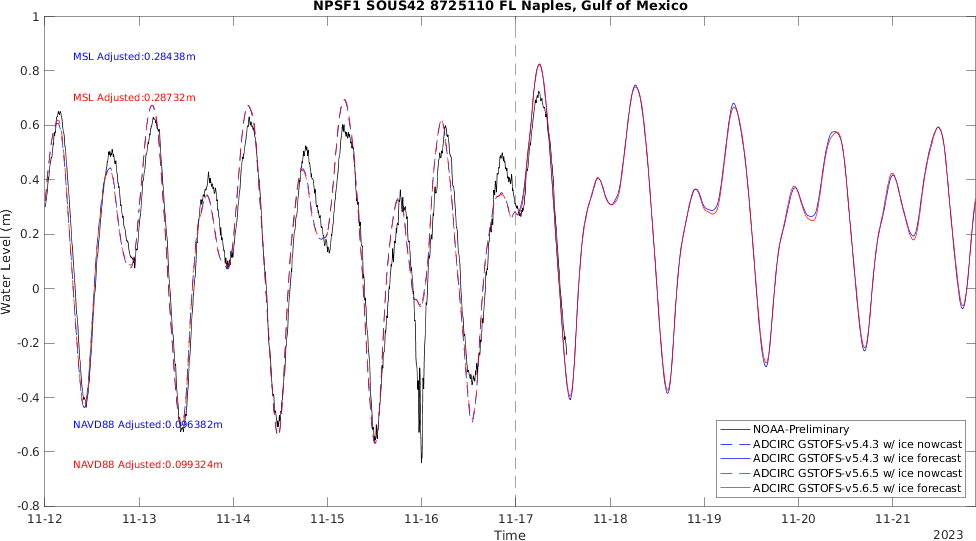 NPSF1 SOUS42 8725110 FL Naples, Gulf of Mexico
1
0.8
0.6
0.4
0.2
0
-0.2
-0.4
-0.6
-0.8
Water Level (m)
MSL Adjusted:0.28438m
MSL Adjusted:0.28732m
NAVD88 Adjusted:0.096382m
NAVD88 Adjusted:0.099324m
NOAA-Preliminary
ADCIRC GSTOFS-v5.4.3 w/ ice nowcast
ADCIRC GSTOFS-v5.4.3 w/ ice forecast
ADCIRC GSTOFS-v5.6.5 w/ ice nowcast
ADCIRC GSTOFS-v5.6.5 w/ ice forecast
11-12 11-13 11-14 11-15 11-16 11-17 11-18 11-19 11-20 11-21
Time
2023